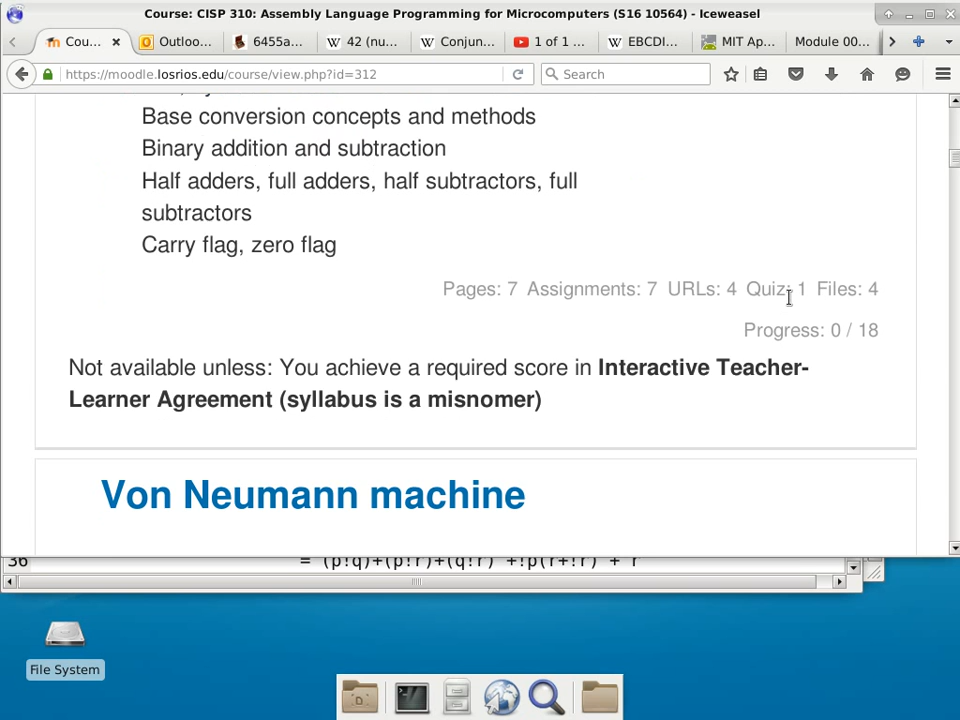 Course: CISP 310: Assembly Language Programming for Microcomputers (S16 10564) - Iceweasel
Cou... Outloo... 6455a... 42 (nu... Conjun... 1 of 1 ... EBCDI... MIT Ap... Module 00...
https://moodle.losrios.edu/course/view.php?id=312 Search
Base conversion concepts and methods
Binary addition and subtraction
Half adders, full adders, half subtractors, full
subtractors
Carry flag, zero flag
Pages: 7 Assignments: 7 URLs: 4 Quiz: 1 Files: 4
Progress: 0 / 18
Not available unless: You achieve a required score in Interactive Teacher-
Learner Agreement (syllabus is a misnomer)
Von Neumann machine
36 = (p!q)+(p!r)+(q!r) +!p(r+!r) + r
File System